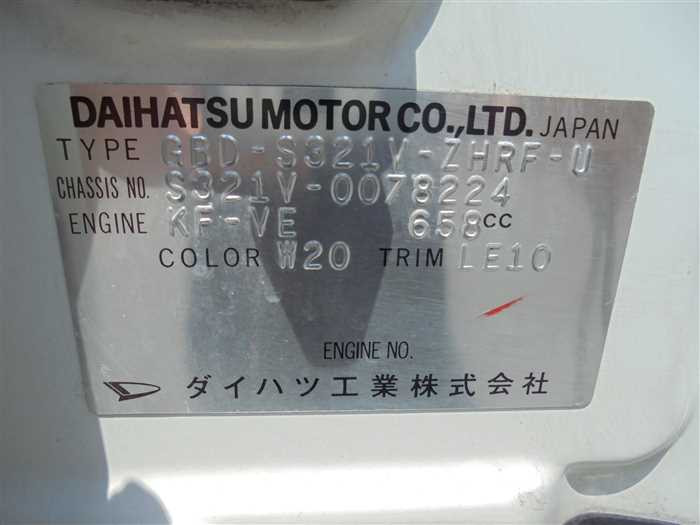 DAIHATSU MOTOR CO.,LTD. JAPAN
TYPE GBD-S321V-ZHRF-U
CHASSIS NO. S321V-0078224
ENGINE KF-VE 658CC
COLOR W20 TRIM LE10
ENGINE NO.
ダイハツ工業株式会社